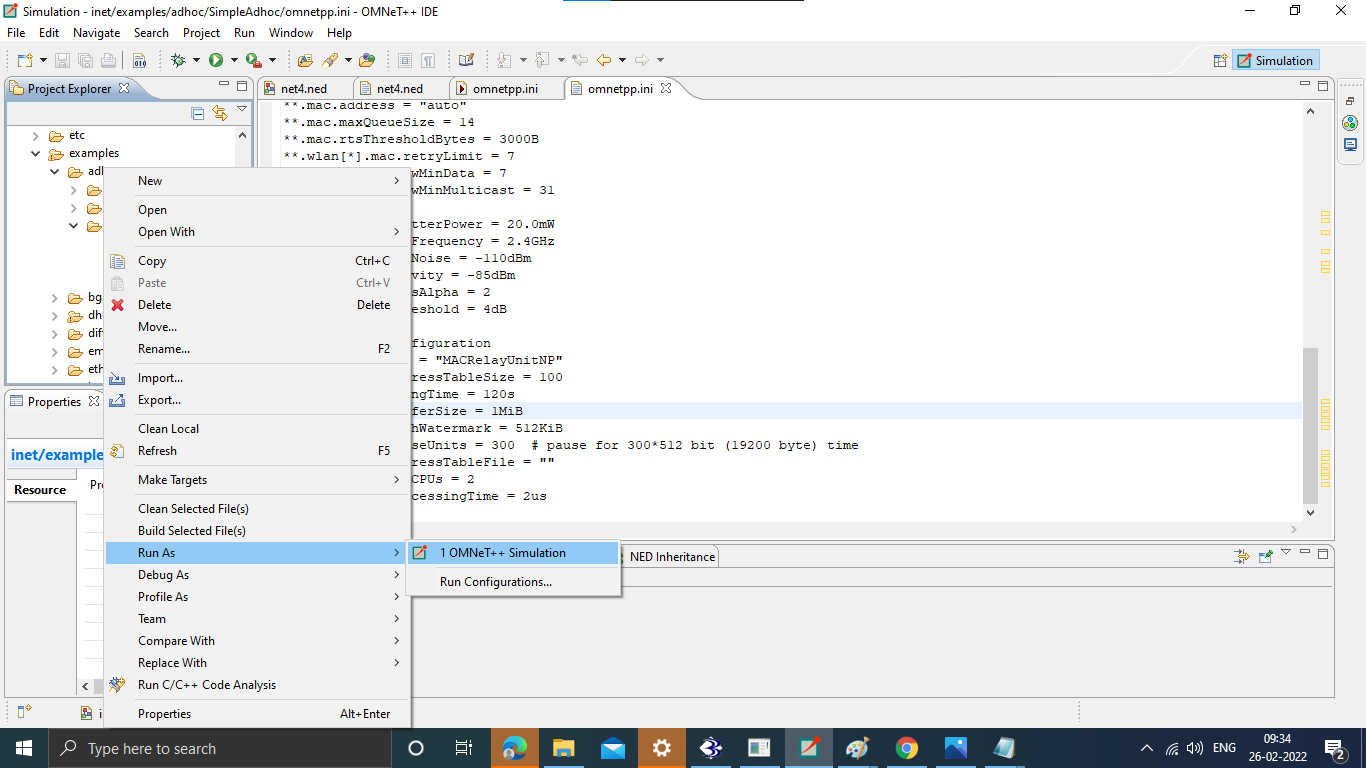 Simulation - inet/examples/adhoc/SimpleAdhoc/omnetpp.ini - OMNeT++ IDE
File Edit Navigate Search Project Run Window Help
Simulation
Project Explorer
net4.ned
net4.ned
omnetpp.ini
omnetpp.ini
etc
examples
bg
dh
dif
em
eth
**.mac.address = "auto"
**.mac.maxQueueSize = 14
**.mac.rtsThresholdBytes = 3000B
**.wlan[*].mac.retryLimit = 7
wMinData = 7
wMinMulticast = 31
tterPower = 20.0mW
Frequency = 2.4GHz
Noise = -110dBm
vity = -85dBm
sAlpha = 2
eshold = 4dB
figuration
= "MACRelayUnitNP"
ressTableSize = 100
ngTime = 120s
ferSize = 1MiB
hWatermark = 512KiB
seUnits = 300 # pause for 300*512 bit (19200 byte) time
ressTableFile = ""
CPUs = 2
cessingTime = 2us
New
Open
Open With
Copy Ctrl+C
Paste Ctrl+V
Delete Delete
Move...
Rename... F2
Import...
Export...
Clean Local
Refresh F5
Make Targets
Clean Selected File(s)
Build Selected File(s)
Run As
Debug As
Profile As
Team
Compare With
Replace With
Run C/C++ Code Analysis
Properties Alt+Enter
1 OMNeT++ Simulation
Run Configurations...
Properties
inet/example
Resource
Pr
NED Inheritance
Type here to search
ENG
09:34
26-02-2022
2